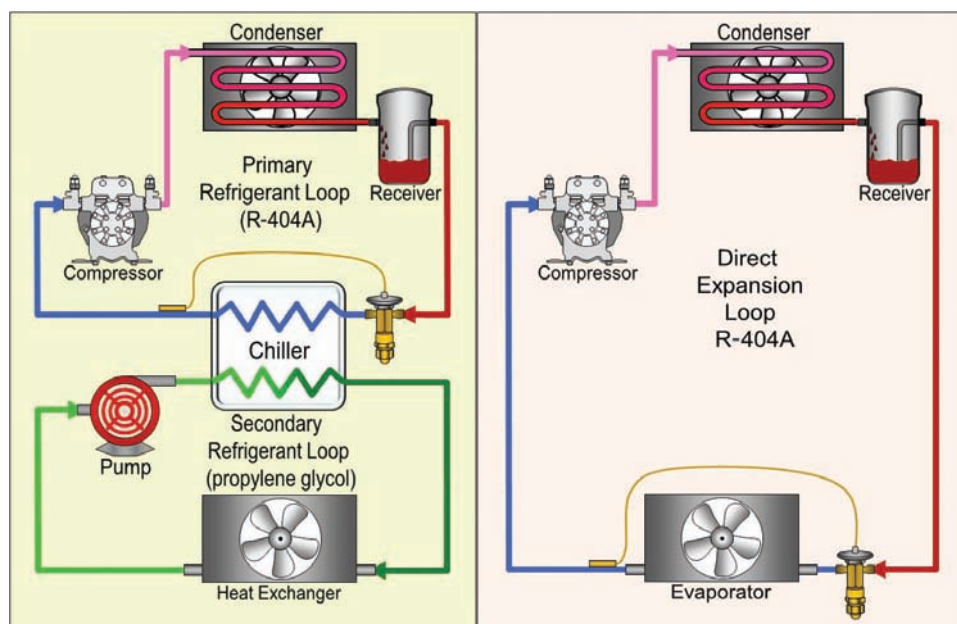 Condenser
Primary
Refrigerant Loop
(R-404A)
Receiver
Compressor
Chiller
Secondary
Refrigerant Loop
(propylene glycol)
Pump
Heat Exchanger
Condenser
Receiver
Compressor
Direct
Expansion
Loop
R-404A
Evaporator